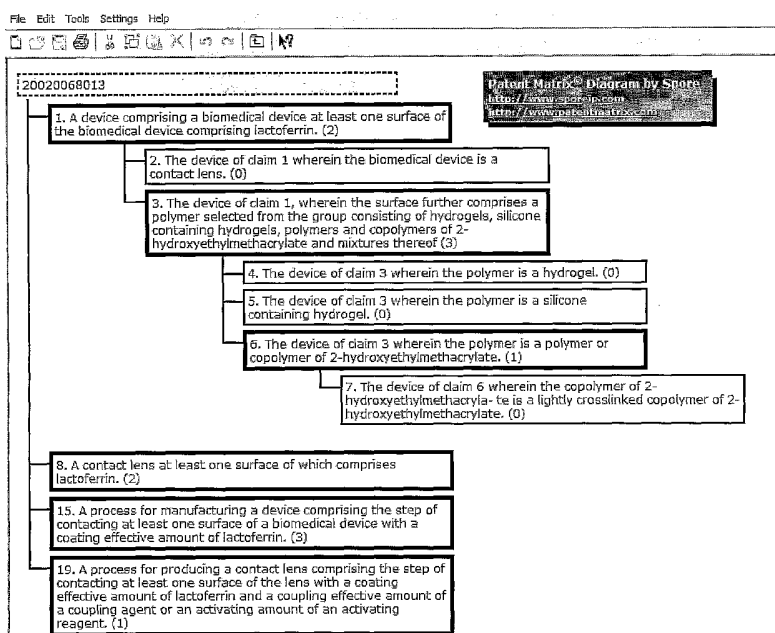 File Edit Tools Settings Help
20020068013
Patent Matrix® Diagram by Spore
http://www.sporeip.com
http://www.patentmatrix.com
1. A device comprising a biomedical device at least one surface of
the biomedical device comprising lactoferrin. (2)
2. The device of claim 1 wherein the biomedical device is a
contact lens. (0)
3. The device of claim 1, wherein the surface further comprises a
polymer selected from the group consisting of hydrogels, silicone
containing hydrogels, polymers and copolymers of 2-
hydroxyethylmethacrylate and mixtures thereof (3)
4. The device of claim 3 wherein the polymer is a hydrogel. (0)
5. The device of claim 3 wherein the polymer is a silicone
containing hydrogel. (0)
6. The device of claim 3 wherein the polymer is a polymer or
copolymer of 2-hydroxyethylmethacrylate. (1)
7. The device of claim 6 wherein the copolymer of 2-
hydroxyethylmethacryla- te is a lightly crosslinked copolymer of 2-
hydroxyethylmethacrylate. (0)
8. A contact lens at least one surface of which comprises
lactoferrin. (2)
15. A process for manufacturing a device comprising the step of
contacting at least one surface of a biomedical device with a
coating effective amount of lactoferrin. (3)
19. A process for producing a contact lens comprising the step of
contacting at least one surface of the lens with a coating
effective amount of lactoferrin and a coupling effective amount of
a coupling agent or an activating amount of an activating
reagent. (1)